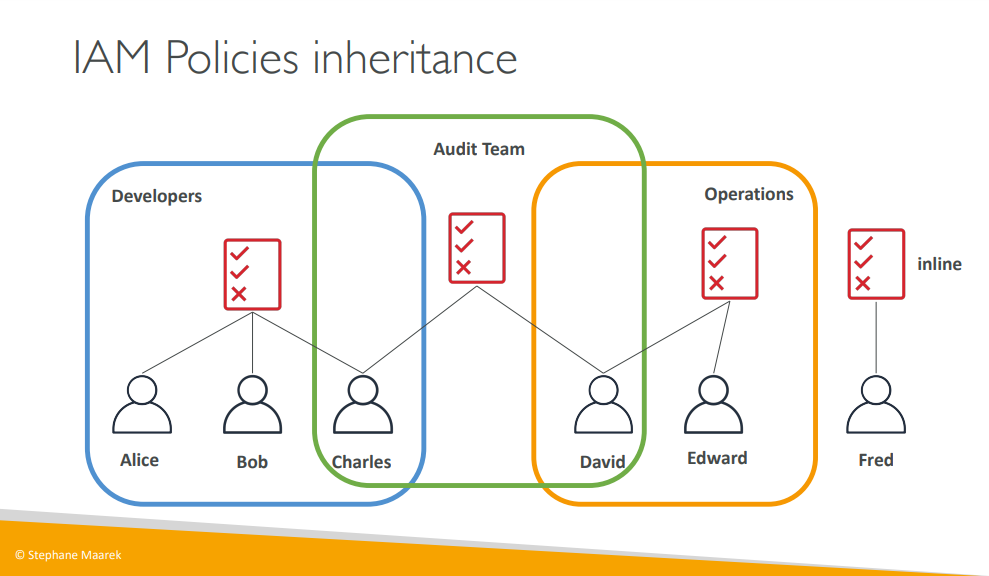 IAM Policies inheritance
Audit Team
Developers
Operations
inline
Alice
Bob
Charles
David
Edward
Fred
© Stephane Maarek